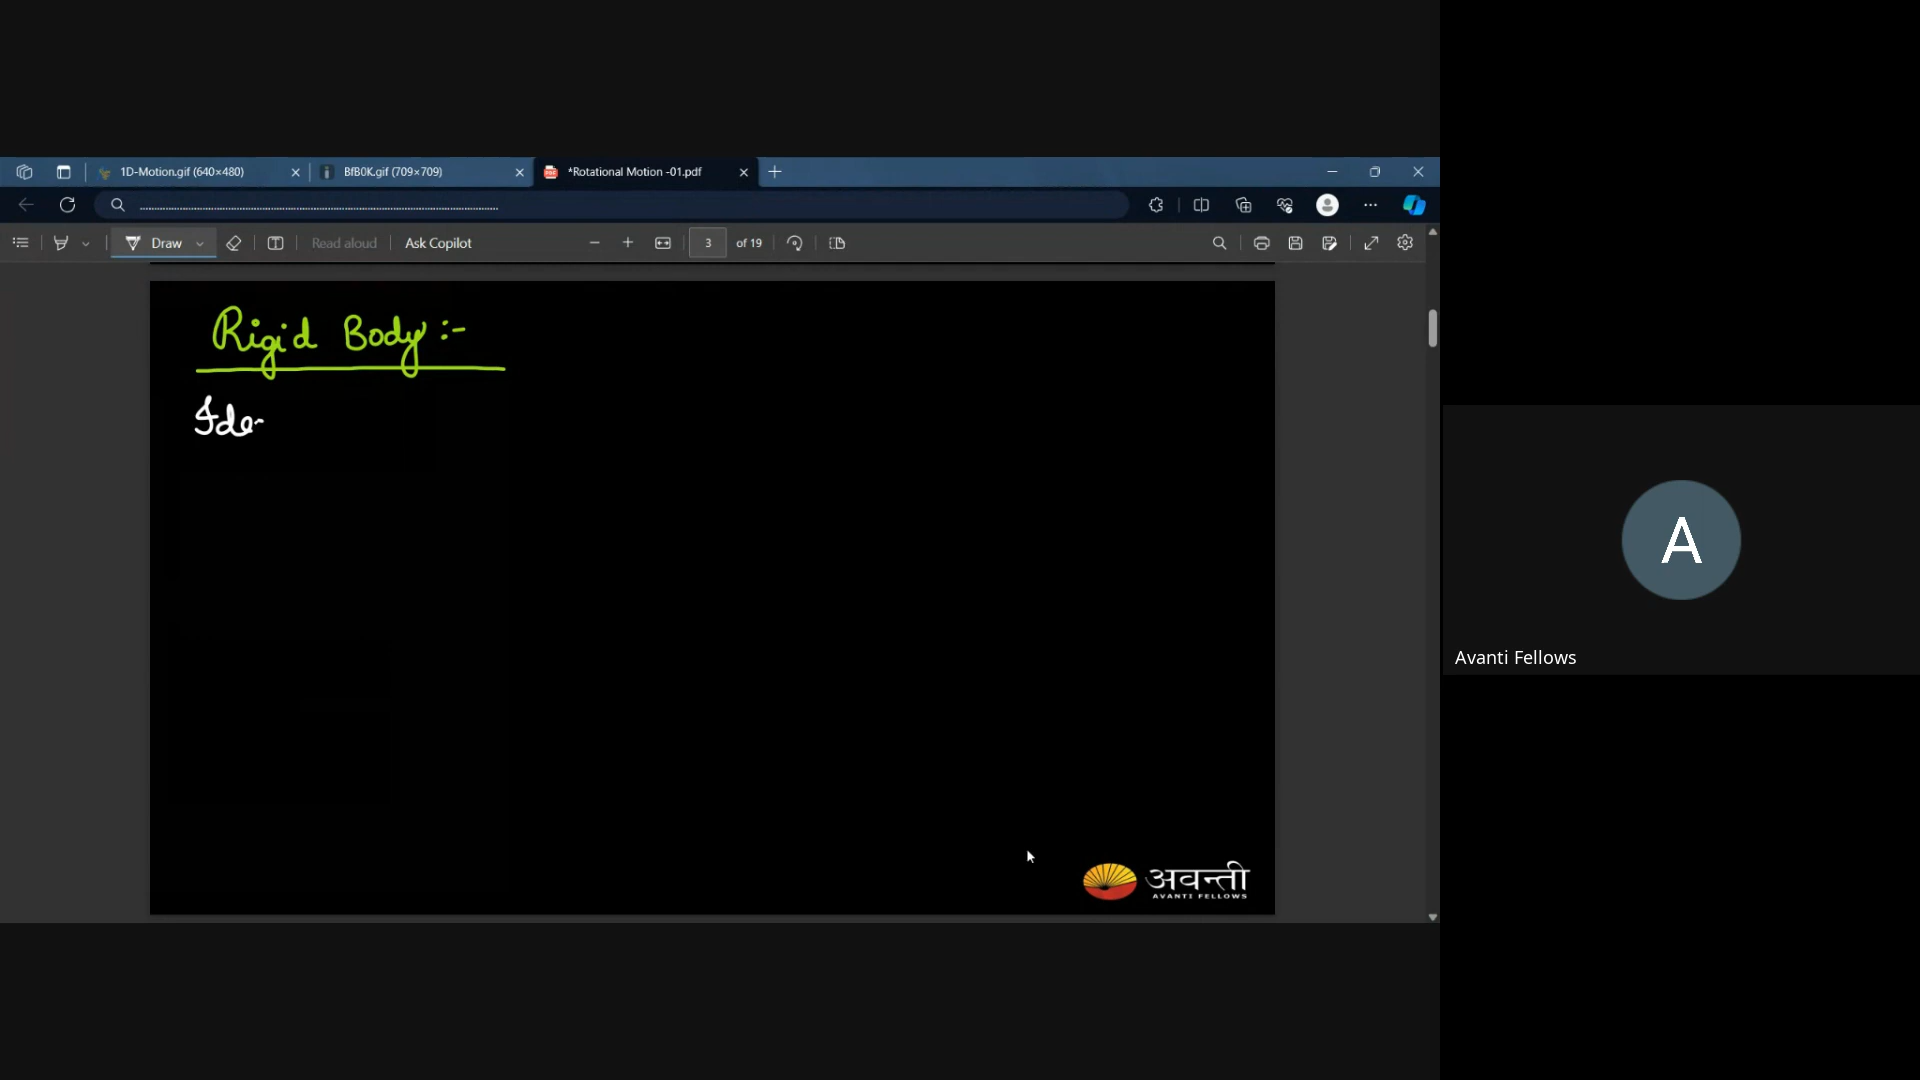 1D-Motion.gif (640×480)
BfB0K.gif (709×709)
*Rotational Motion -01.pdf
Draw
Read aloud
Ask Copilot
3
of 19
Rigid Body :-
Ide
अवन्ती
AVANTI FELLOWS
A
Avanti Fellows